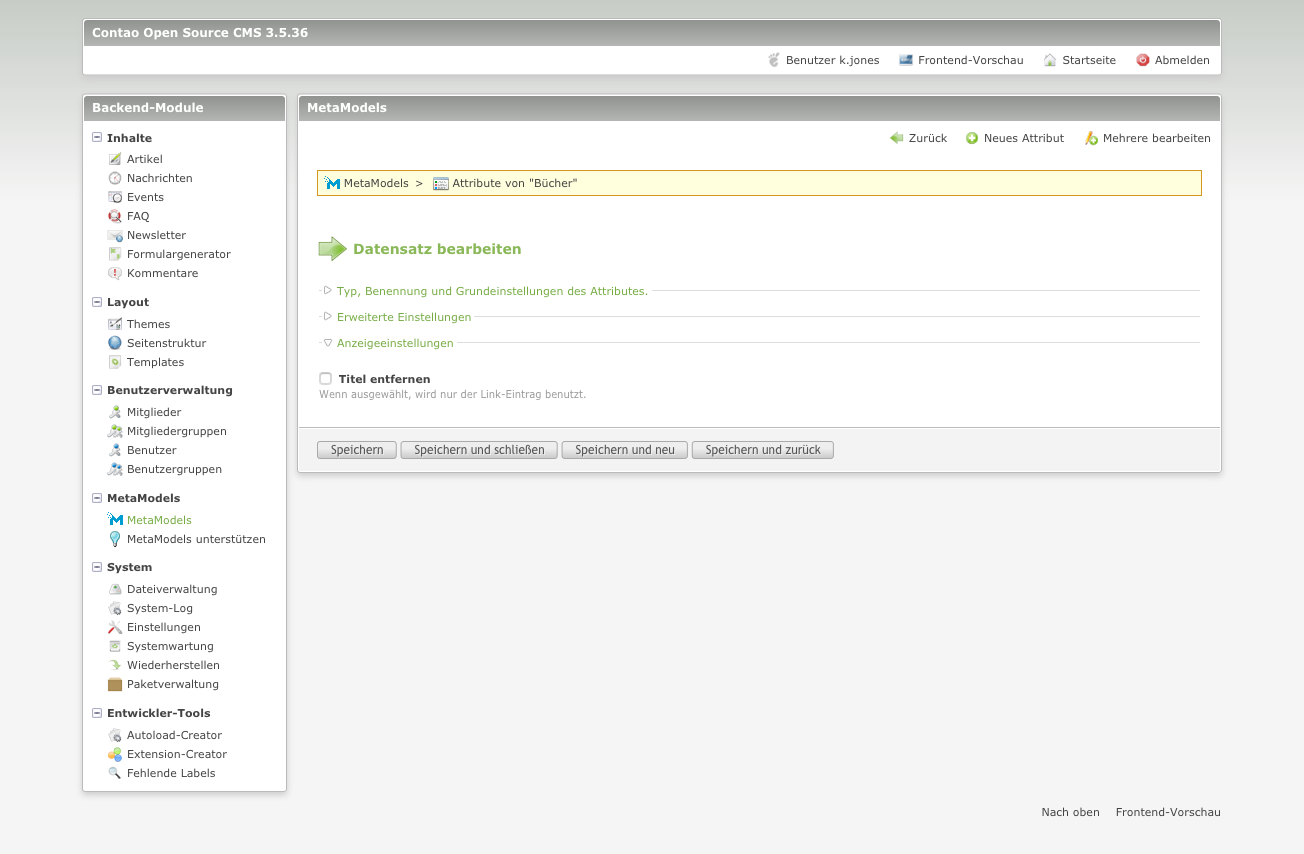 Contao Open Source CMS 3.5.36
Benutzer k.jones Frontend-Vorschau Startseite Abmelden
Backend-Module
Inhalte
Artikel
Nachrichten
Events
FAQ
Newsletter
Formulargenerator
Kommentare
Layout
Themes
Seitenstruktur
Templates
Benutzerverwaltung
Mitglieder
Mitgliedergruppen
Benutzer
Benutzergruppen
MetaModels
MetaModels
MetaModels unterstützen
System
Dateiverwaltung
System-Log
Einstellungen
Systemwartung
Wiederherstellen
Paketverwaltung
Entwickler-Tools
Autoload-Creator
Extension-Creator
Fehlende Labels
MetaModels
Zurück Neues Attribut Mehrere bearbeiten
MetaModels > Attribute von "Bücher"
Datensatz bearbeiten
Typ, Benennung und Grundeinstellungen des Attributes.
Erweiterte Einstellungen
Anzeigeeinstellungen
Titel entfernen
Wenn ausgewählt, wird nur der Link-Eintrag benutzt.
Speichern Speichern und schließen Speichern und neu Speichern und zurück
Nach oben Frontend-Vorschau